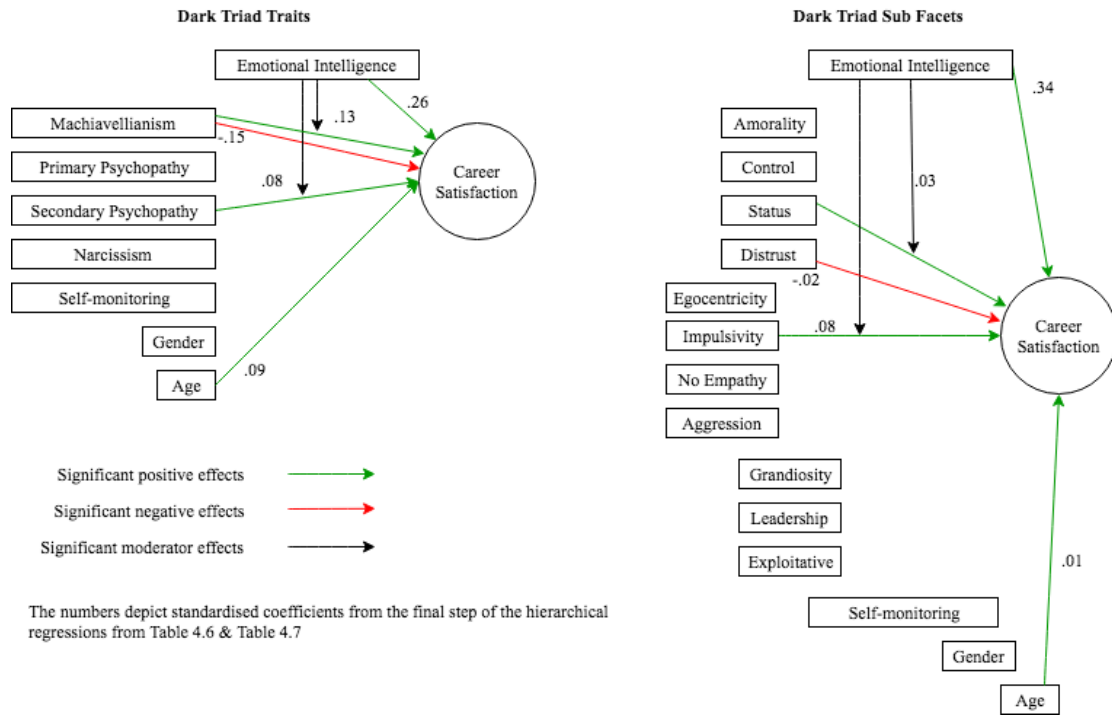 Dark Triad Traits
Emotional Intelligence
.26
.13
Machiavellianism
-.15
Career
Satisfaction
Primary Psychopathy
.08
Secondary Psychopathy
Narcissism
Self-monitoring
Gender
.09
Age
Significant positive effects
Significant negative effects
Significant moderator effects
The numbers depict standardised coefficients from the final step of the hierarchical
regressions from Table 4.6 & Table 4.7
Dark Triad Sub Facets
Emotional Intelligence
.34
Amorality
Control
.03
Status
Distrust
-.02
Egocentricity
Impulsivity
.08
Career
Satisfaction
No Empathy
Aggression
Grandiosity
Leadership
Exploitative
.01
Self-monitoring
Gender
Age